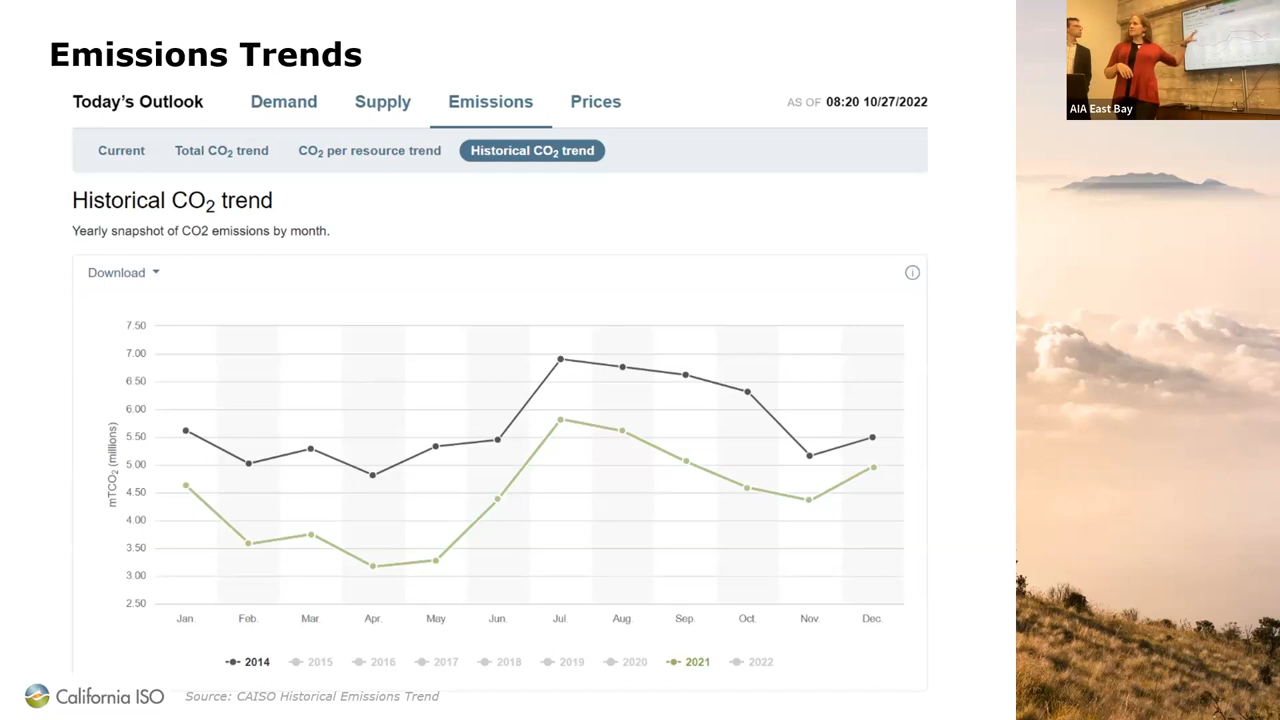 Emissions Trends
Today's Outlook Demand Supply Emissions Prices AS OF 08:20 10/27/2022
Current Total CO2 trend CO2 per resource trend Historical CO2 trend
Historical CO2 trend
Yearly snapshot of CO2 emissions by month.
Download
7.50
7.00
6.50
6.00
5.50
5.00
4.50
4.00
3.50
3.00
2.50
mTCO2 (millions)
Jan. Feb. Mar. Apr. May Jun. Jul. Aug. Sep. Oct. Nov. Dec.
2014 2015 2016 2017 2018 2019 2020 2021 2022
California ISO
Source: CAISO Historical Emissions Trend
AIA East Bay